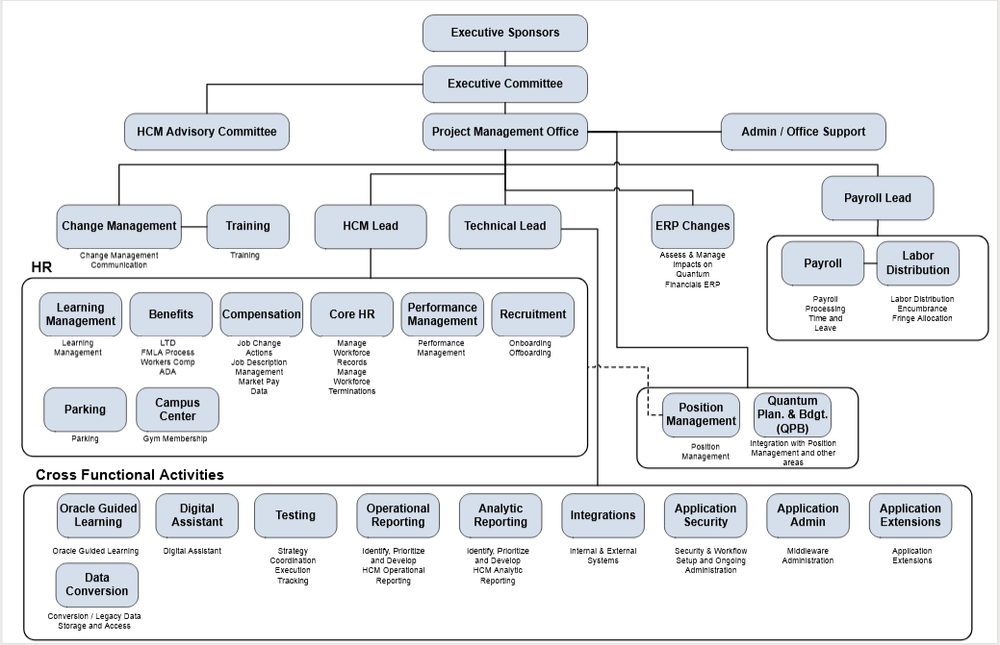 Executive Sponsors
Executive Committee
HCM Advisory Committee
Project Management Office
Admin / Office Support
Payroll Lead
Change Management
Training
HCM Lead
Technical Lead
ERP Changes
Change Management
Communication
Training
Assess & Manage
Impacts on
Quantum
Financials ERP
Payroll
Labor
Distribution
Payroll
Processing
Time and
Leave
Labor Distribution
Encumbrance
Fringe Allocation
HR
Learning
Management
Benefits
Compensation
Core HR
Performance
Management
Recruitment
Learning
Management
LTD
FMLA Process
Workers Comp
ADA
Job Change
Actions
Job Description
Management
Market Pay
Data
Manage
Workforce
Records
Manage
Workforce
Terminations
Performance
Management
Onboarding
Offboarding
Parking
Campus
Center
Parking
Gym Membership
Position
Management
Quantum
Plan. & Bdgt.
(QPB)
Position
Management
Integration with Position
Management and other
areas
Cross Functional Activities
Oracle Guided
Learning
Digital
Assistant
Testing
Operational
Reporting
Analytic
Reporting
Integrations
Application
Security
Application
Admin
Application
Extensions
Oracle Guided Learning
Digital Assistant
Strategy
Coordination
Execution
Tracking
Identify, Prioritize
and Develop
HCM Operational
Reporting
Identify, Prioritize
and Develop
HCM Analytic
Reporting
Internal & External
Systems
Security & Workflow
Setup and Ongoing
Administration
Middleware
Administration
Application
Extensions
Data
Conversion
Conversion / Legacy Data
Storage and Access